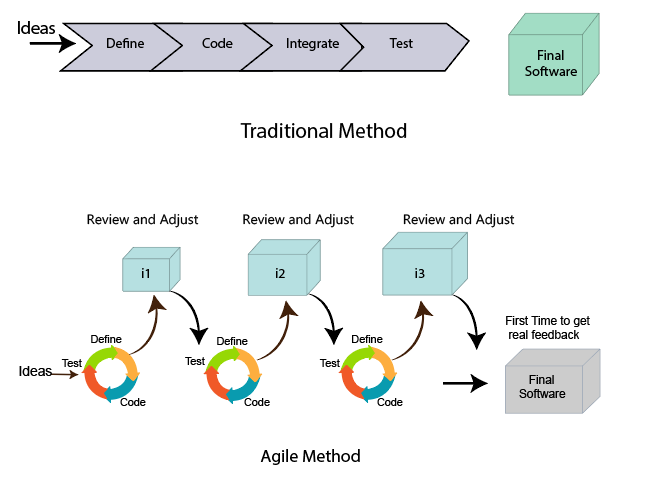 Ideas
Define
Code
Integrate
Test
Final
Software
Traditional Method
Review and Adjust
Review and Adjust
Review and Adjust
i1
i2
i3
First Time to get
real feedback
Ideas
Test
Define
Code
Test
Define
Code
Test
Define
Code
Final
Software
Agile Method